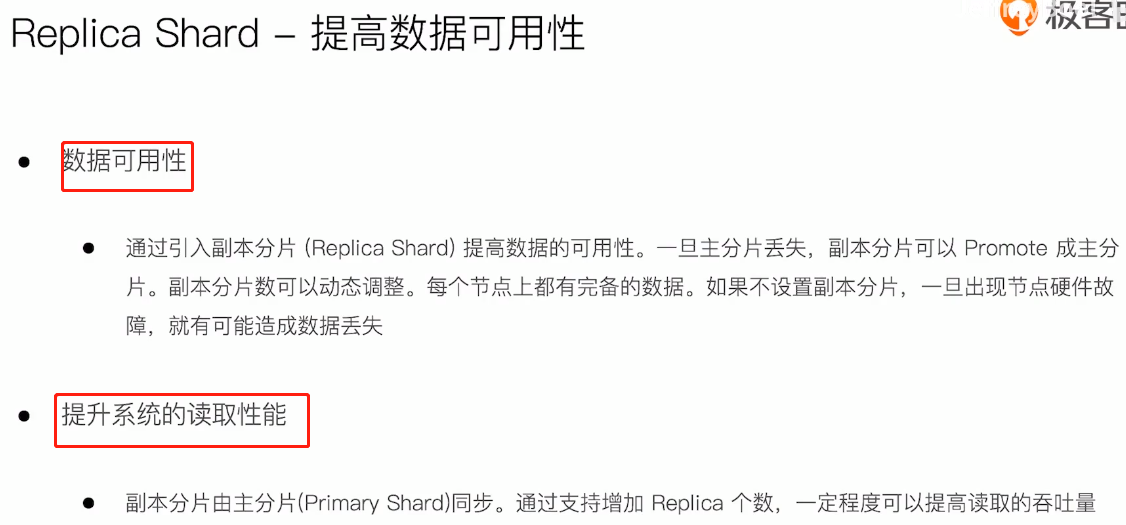 Replica Shard – 提高数据可用性
极客
数据可用性
通过引入副本分片 (Replica Shard) 提高数据的可用性。一旦主分片丢失，副本分片可以 Promote 成主分
片。副本分片数可以动态调整。每个节点上都有完备的数据。如果不设置副本分片，一旦出现节点硬件故
障，就有可能造成数据丢失
提升系统的读取性能
副本分片由主分片(Primary Shard)同步。通过支持增加 Replica 个数，一定程度可以提高读取的吞吐量